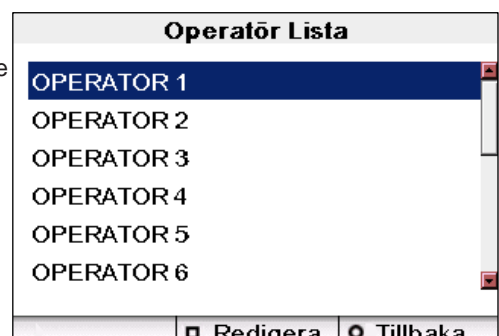 Operatör Lista
e
OPERATOR 1
OPERATOR 2
OPERATOR 3
OPERATOR 4
OPERATOR 5
OPERATOR 6
Redigera Tillbaka